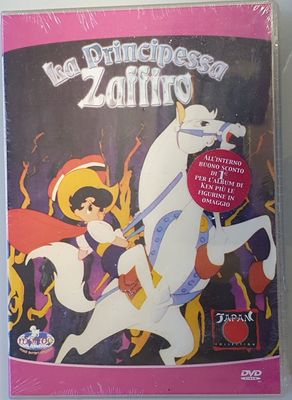 La Principessa
Zaffiro
ALL'INTERNO
BUONO SCONTO
DI 1€
PER L'ALBUM DI
KEN PIÙ LE
FIGURINE IN
OMAGGIO
JAPAN
COLLECTION
DVD
VIDEO